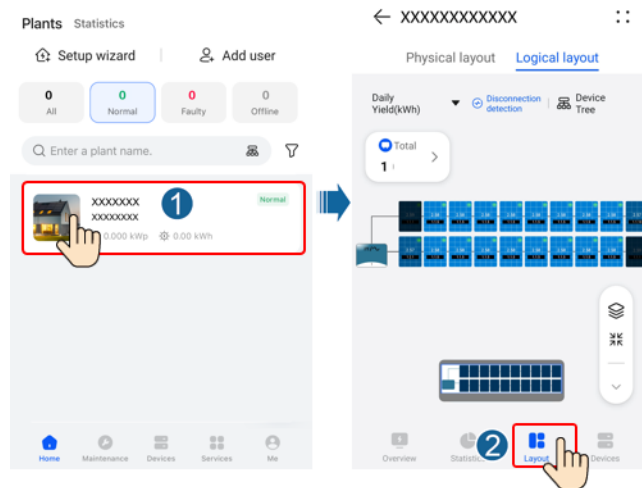 Plants Statistics
Setup wizard
Add user
0
All
0
Normal
0
Faulty
0
Offline
Enter a plant name.
XXXXXXX
XXXXXXXX
1
Normal
0.000 kWp
0.00 kWh
Home
Maintenance
Devices
Services
Me
XXXXXXXXXXXX
Physical layout
Logical layout
Daily
Yield(kWh)
Disconnection
detection
Device
Tree
Total
1
Overview
2
Layout
Devices